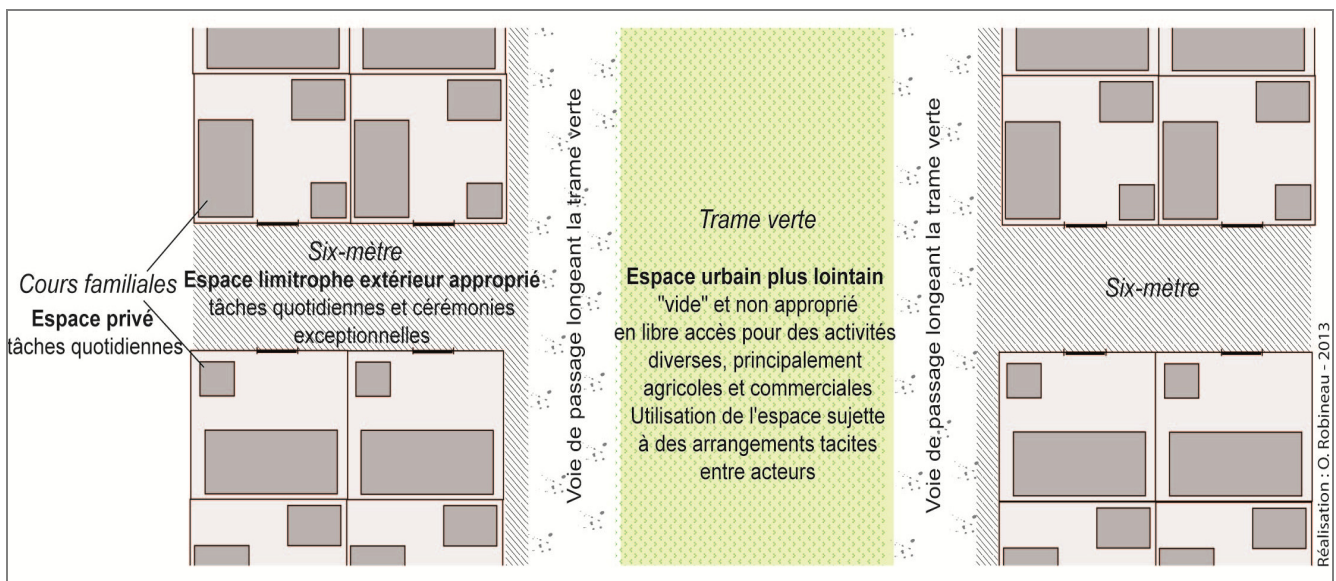 Cours familiales
Espace privé
tâches quotidiennes
Six-mètre
Espace limitrophe extérieur approprié
tâches quotidiennes et cérémonies
exceptionnelles
Voie de passage longeant la trame verte
Trame verte
Espace urbain plus lointain
"vide" et non approprié
en libre accès pour des activités
diverses, principalement
agricoles et commerciales
Utilisation de l'espace sujette
à des arrangements tacites
entre acteurs
Voie de passage longeant la trame verte
Six-mètre
Réalisation : O. Robineau - 2013